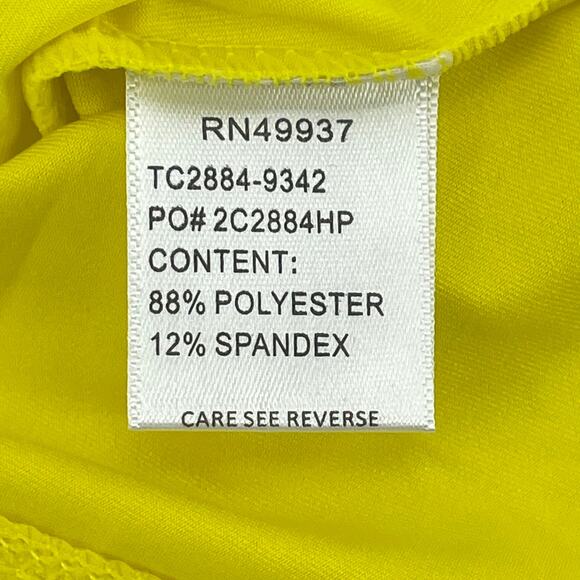 RN49937
TC2884-9342
PO# 2C2884HP
CONTENT:
88% POLYESTER
12% SPANDEX
CARE SEE REVERSE